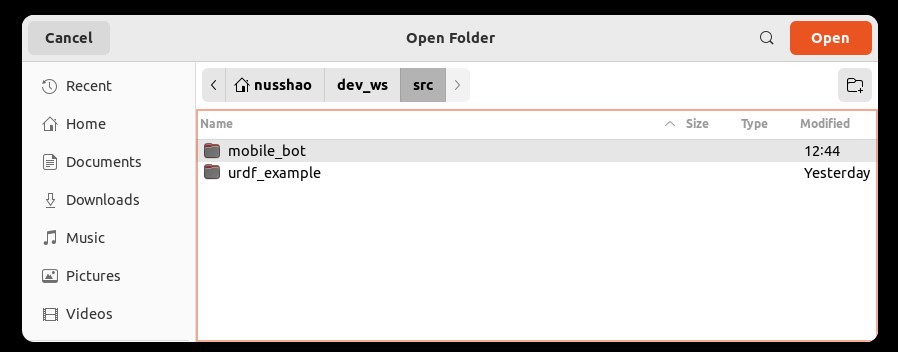 Cancel Open Folder Open
Recent
Home
Documents
Downloads
Music
Pictures
Videos
nusshao dev_ws src
Name Size Type Modified
mobile_bot 12:44
urdf_example Yesterday